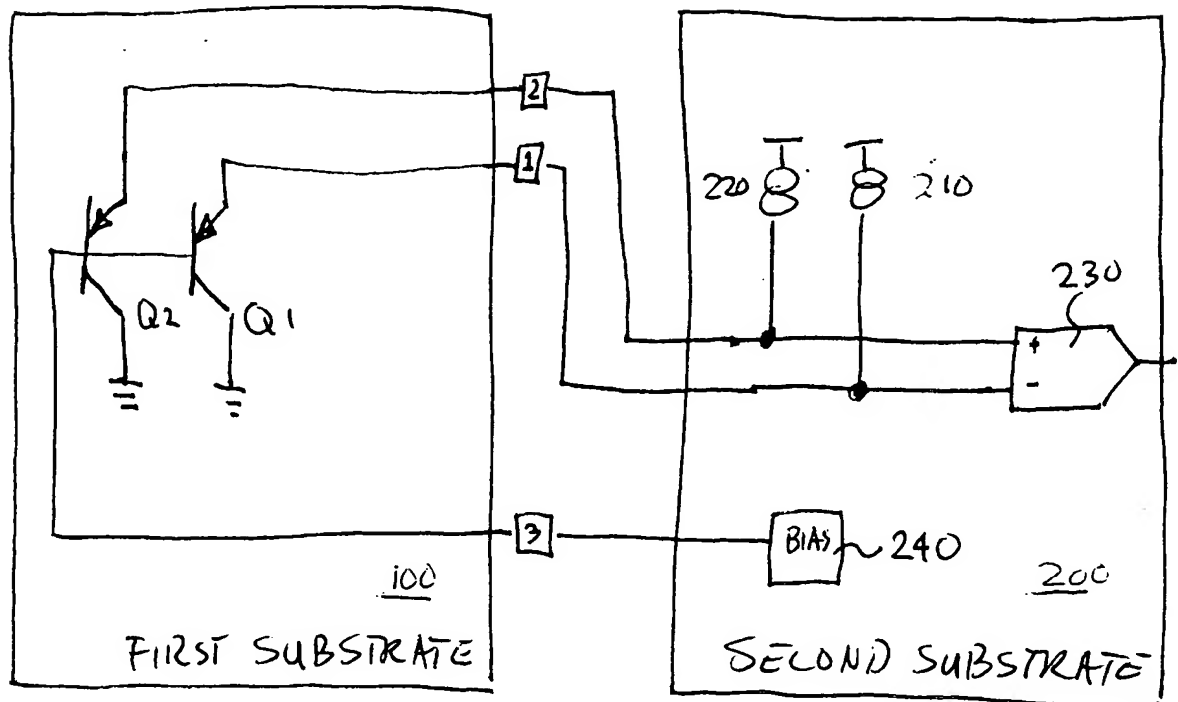 2
1
220
210
230
+
-
Q2
Q1
3
BIAS
240
100
200
FIRST SUBSTRATE
SECOND SUBSTRATE